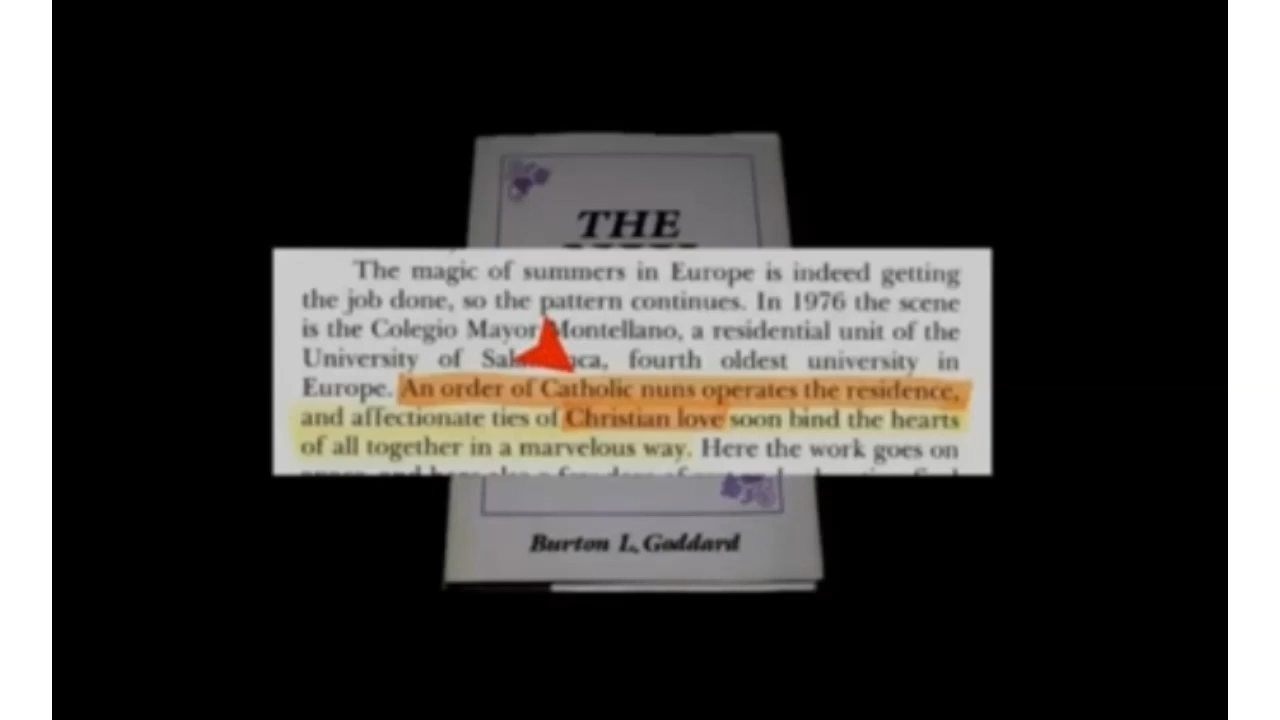 THE
The magic of summers in Europe is indeed getting
the job done, so the pattern continues. In 1976 the scene
is the Colegio Mayor Montellano, a residential unit of the
University of fourth oldest university in
Europe. An order of Catholic nuns operates the residence,
and affectionate ties of Christian love soon bind the hearts
of all together in a marvelous way. Here the work goes on
Burton L. Goddard